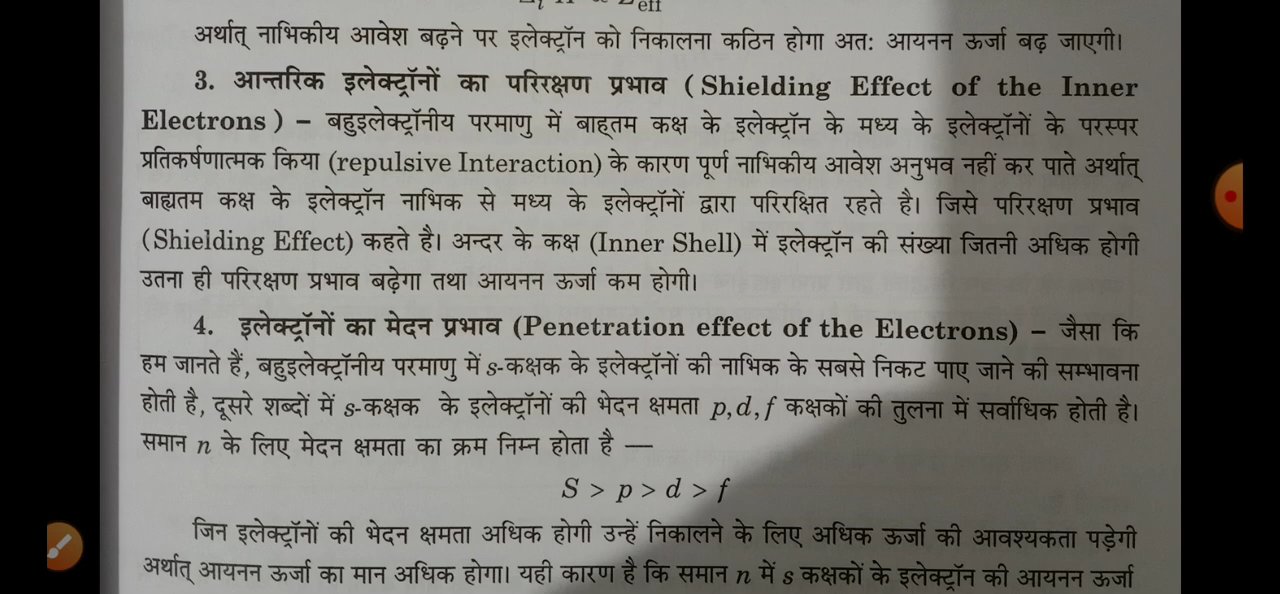 eff
अर्थात् नाभिकीय आवेश बढ़ने पर इलेक्ट्रॉन को निकालना कठिन होगा अतः आयनन ऊर्जा बढ़ जाएगी।
3. आन्तरिक इलेक्ट्रॉनों का परिरक्षण प्रभाव ( Shielding Effect of the Inner
Electrons ) – बहुइलेक्ट्रॉनीय परमाणु में बाह्तम कक्ष के इलेक्ट्रॉन के मध्य के इलेक्ट्रॉनों के परस्पर
प्रतिकर्षणात्मक किया (repulsive Interaction) के कारण पूर्ण नाभिकीय आवेश अनुभव नहीं कर पाते अर्थात्
बाह्यतम कक्ष के इलेक्ट्रॉन नाभिक से मध्य के इलेक्ट्रॉनों द्वारा परिरक्षित रहते है। जिसे परिरक्षण प्रभाव
(Shielding Effect) कहते है। अन्दर के कक्ष (Inner Shell) में इलेक्ट्रॉन की संख्या जितनी अधिक होगी
उतना ही परिरक्षण प्रभाव बढ़ेगा तथा आयनन ऊर्जा कम होगी।
4. इलेक्ट्रॉनों का मेदन प्रभाव (Penetration effect of the Electrons) – जैसा कि
हम जानते हैं, बहुइलेक्ट्रॉनीय परमाणु में s-कक्षक के इलेक्ट्रॉनों की नाभिक के सबसे निकट पाए जाने की सम्भावना
होती है, दूसरे शब्दों में s-कक्षक के इलेक्ट्रॉनों की भेदन क्षमता p, d, f कक्षकों की तुलना में सर्वाधिक होती है।
समान n के लिए मेदन क्षमता का क्रम निम्न होता है —
S > p > d > f
जिन इलेक्ट्रॉनों की भेदन क्षमता अधिक होगी उन्हें निकालने के लिए अधिक ऊर्जा की आवश्यकता पड़ेगी
अर्थात् आयनन ऊर्जा का मान अधिक होगा। यही कारण है कि समान n में s कक्षकों के इलेक्ट्रॉन की आयनन ऊर्जा